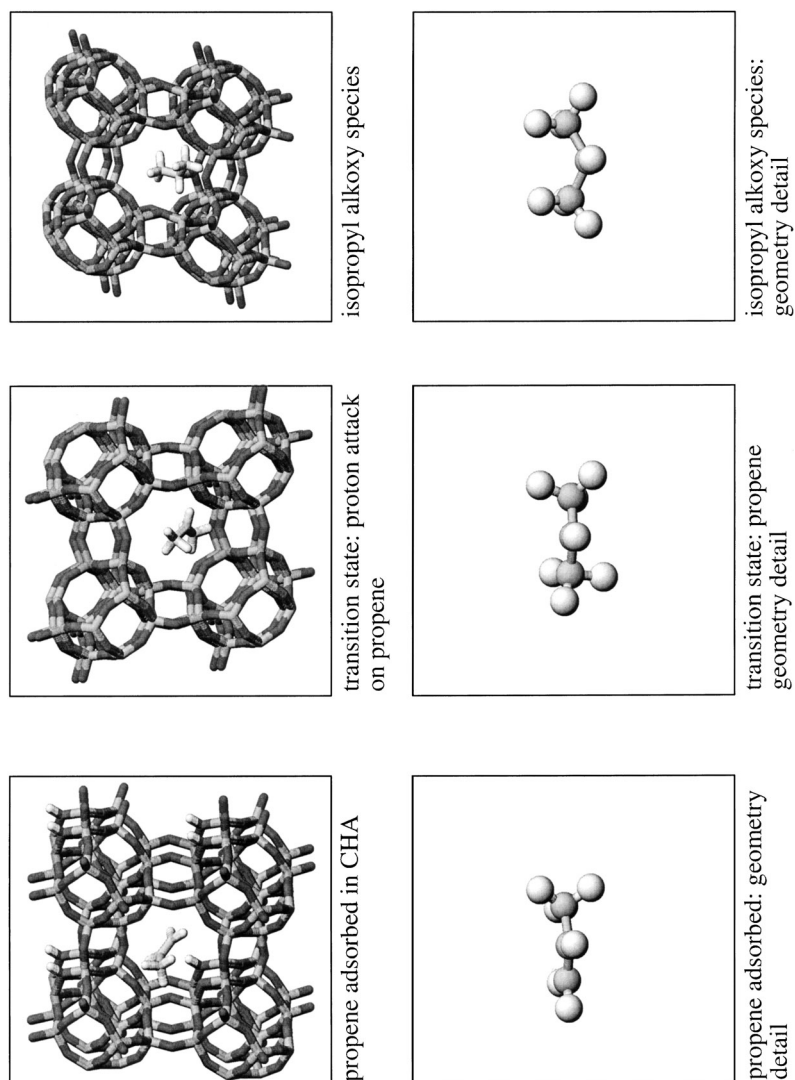 propene adsorbed in CHA
transition state: proton attack
on propene
isopropyl alkoxy species
propene adsorbed: geometry
detail
transition state: propene
geometry detail
isopropyl alkoxy species:
geometry detail